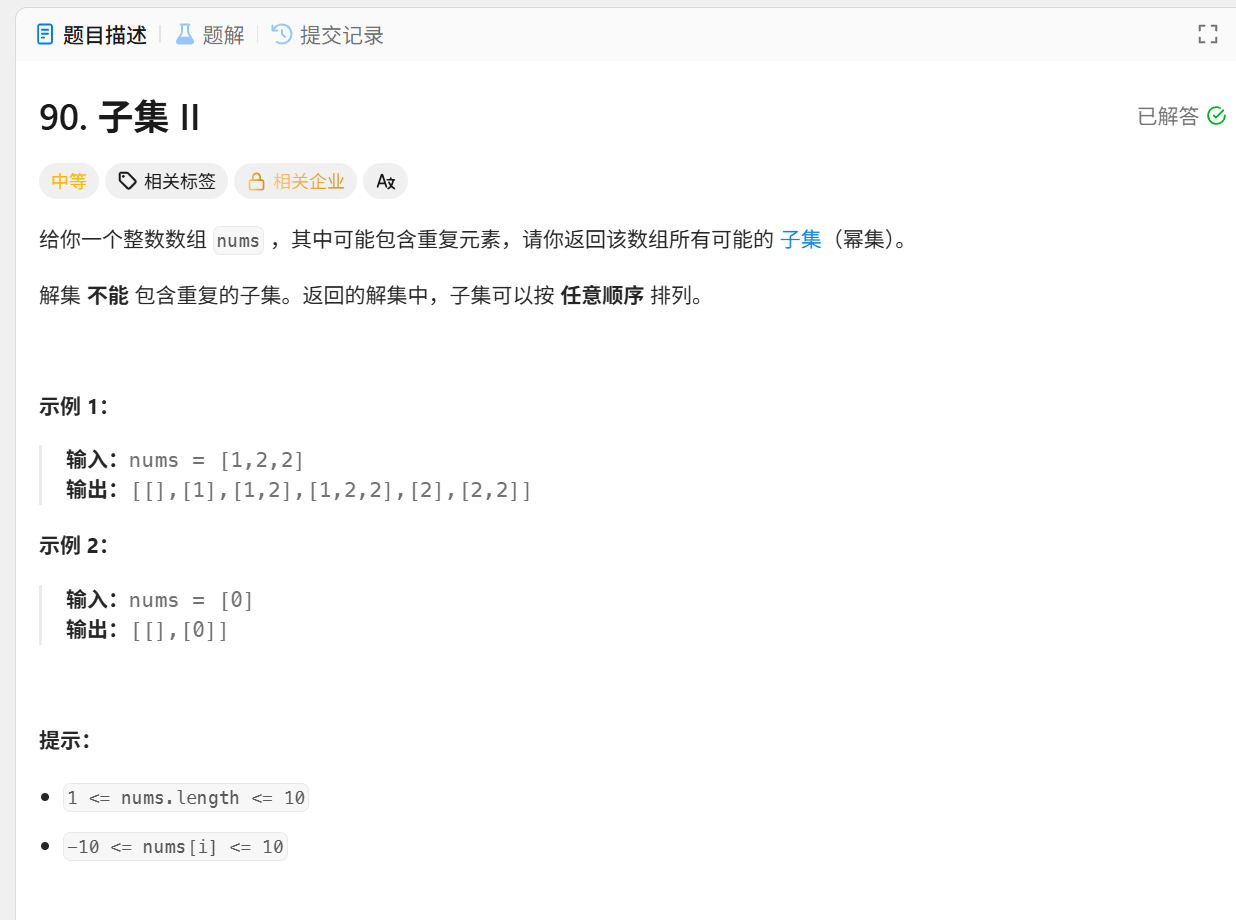 题目描述 题解 提交记录
90. 子集 II
已解答
中等 相关标签 相关企业 A文
给你一个整数数组 nums ，其中可能包含重复元素，请你返回该数组所有可能的 子集（幂集）。
解集 不能 包含重复的子集。返回的解集中，子集可以按 任意顺序 排列。
示例 1：
输入：nums = [1,2,2]
输出：[[],[1],[1,2],[1,2,2],[2],[2,2]]
示例 2：
输入：nums = [0]
输出：[[],[0]]
提示：
1 <= nums.length <= 10
-10 <= nums[i] <= 10